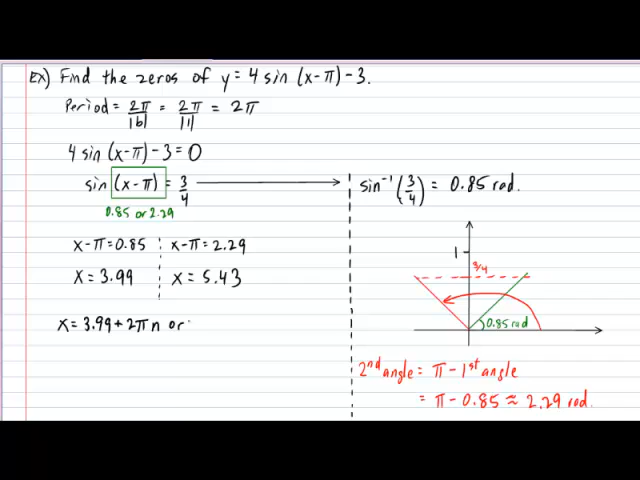 EX) Find the zeros of y = 4 sin (x-π) - 3.
Period = 2π/|b| = 2π/|1| = 2π
4 sin (x-π) - 3 = 0
sin (x-π) = 3/4
0.85 or 2.29
x-π = 0.85 x-π = 2.29
x = 3.99 x = 5.43
x = 3.99 + 2πn or
sin⁻¹ (3/4) = 0.85 rad.
1
3/4
0.85 rad
2nd angle = π - 1st angle
= π - 0.85 ≈ 2.29 rad.